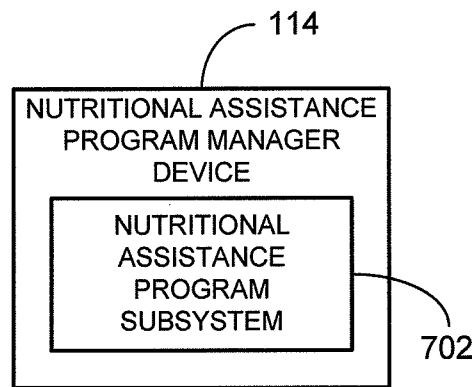 114
NUTRITIONAL ASSISTANCE
PROGRAM MANAGER
DEVICE
NUTRITIONAL
ASSISTANCE
PROGRAM
SUBSYSTEM
702